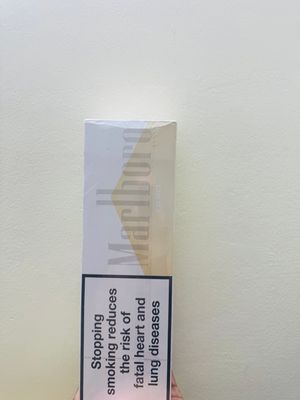 Marlboro
Stopping
smoking reduces
the risk of
fatal heart and
lung diseases